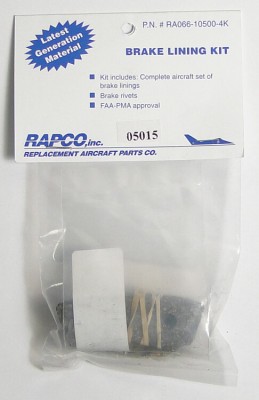 P.N. # RA066-10500-4K
Latest
Generation
Material
BRAKE LINING KIT
Kit includes: Complete aircraft set of
brake linings
Brake rivets
FAA-PMA approval
RAPCO, inc.
05015
REPLACEMENT AIRCRAFT PARTS CO.